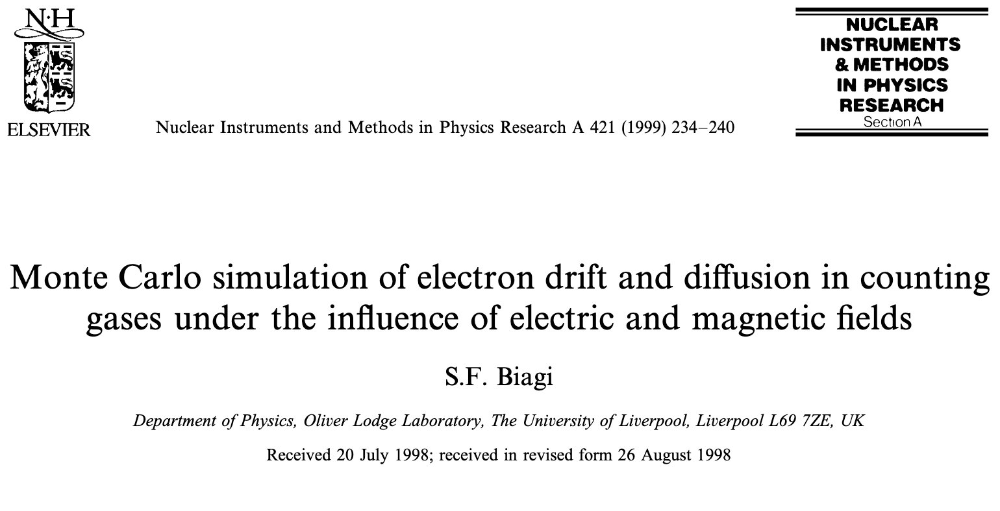 N·H
ELSEVIER
Nuclear Instruments and Methods in Physics Research A 421 (1999) 234–240
NUCLEAR
INSTRUMENTS
& METHODS
IN PHYSICS
RESEARCH
Section A
Monte Carlo simulation of electron drift and diffusion in counting
gases under the influence of electric and magnetic fields
S.F. Biagi
Department of Physics, Oliver Lodge Laboratory, The University of Liverpool, Liverpool L69 7ZE, UK
Received 20 July 1998; received in revised form 26 August 1998